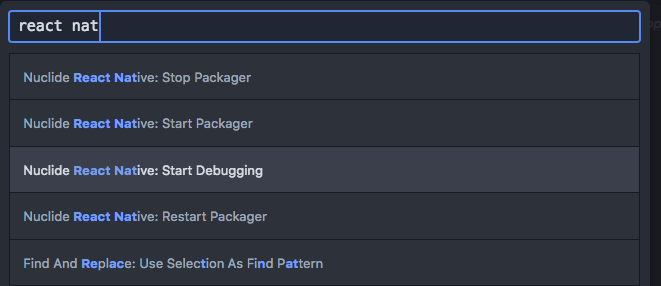 react nat
Nuclide React Native: Stop Packager
Nuclide React Native: Start Packager
Nuclide React Native: Start Debugging
Nuclide React Native: Restart Packager
Find And Replace: Use Selection As Find Pattern